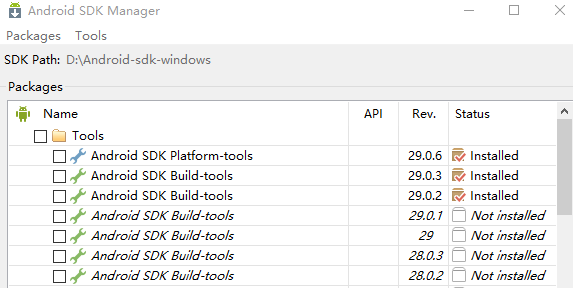 Android SDK Manager
Packages Tools
SDK Path: D:\Android-sdk-windows
Packages
Name API Rev. Status
Tools
Android SDK Platform-tools 29.0.6 Installed
Android SDK Build-tools 29.0.3 Installed
Android SDK Build-tools 29.0.2 Installed
Android SDK Build-tools 29.0.1 Not installed
Android SDK Build-tools 29 Not installed
Android SDK Build-tools 28.0.3 Not installed
Android SDK Build-tools 28.0.2 Not installed